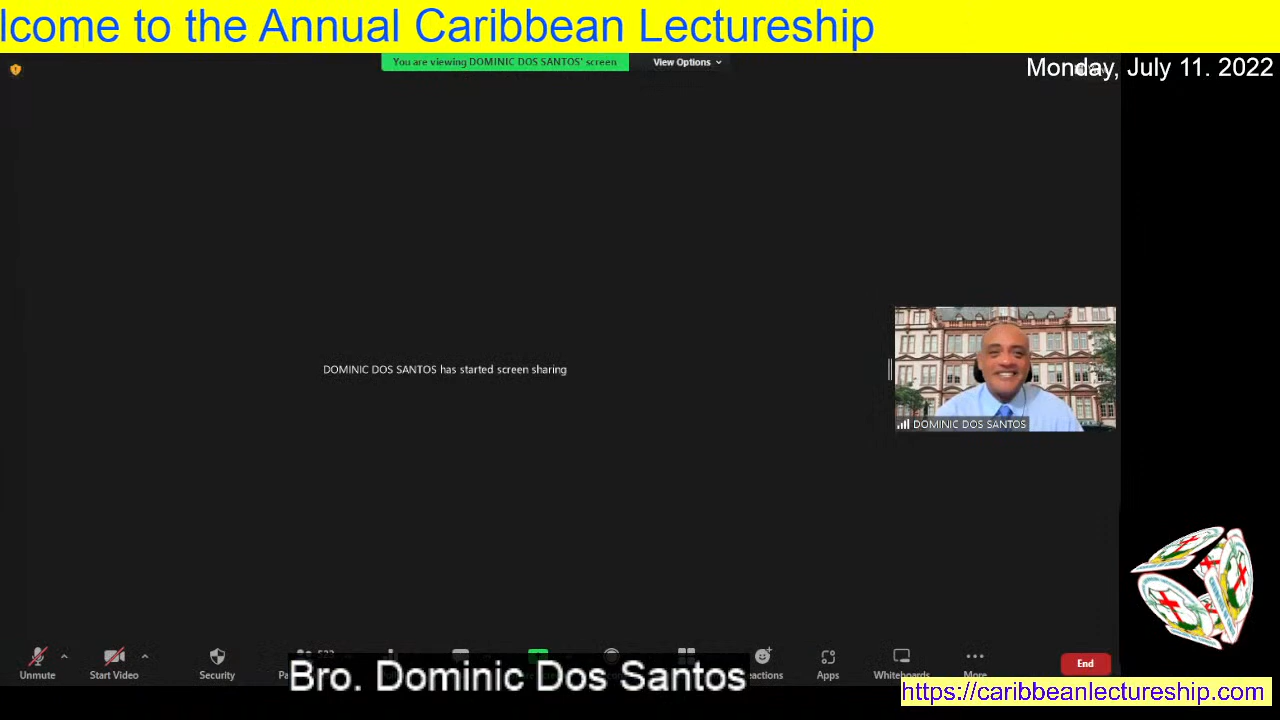 lcome to the Annual Caribbean Lectureship
You are viewing DOMINIC DOS SANTOS' screen
View Options
Monday, July 11. 2022
DOMINIC DOS SANTOS has started screen sharing
DOMINIC DOS SANTOS
Unmute
Start Video
Security
Apps
Whiteboards
More
End
Bro. Dominic Dos Santos
https://caribbeanlectureship.com